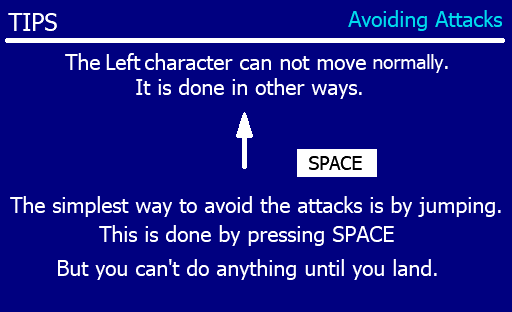 TIPS
Avoiding Attacks
The Left character can not move normally.
It is done in other ways.
SPACE
The simplest way to avoid the attacks is by jumping.
This is done by pressing SPACE
But you can't do anything until you land.